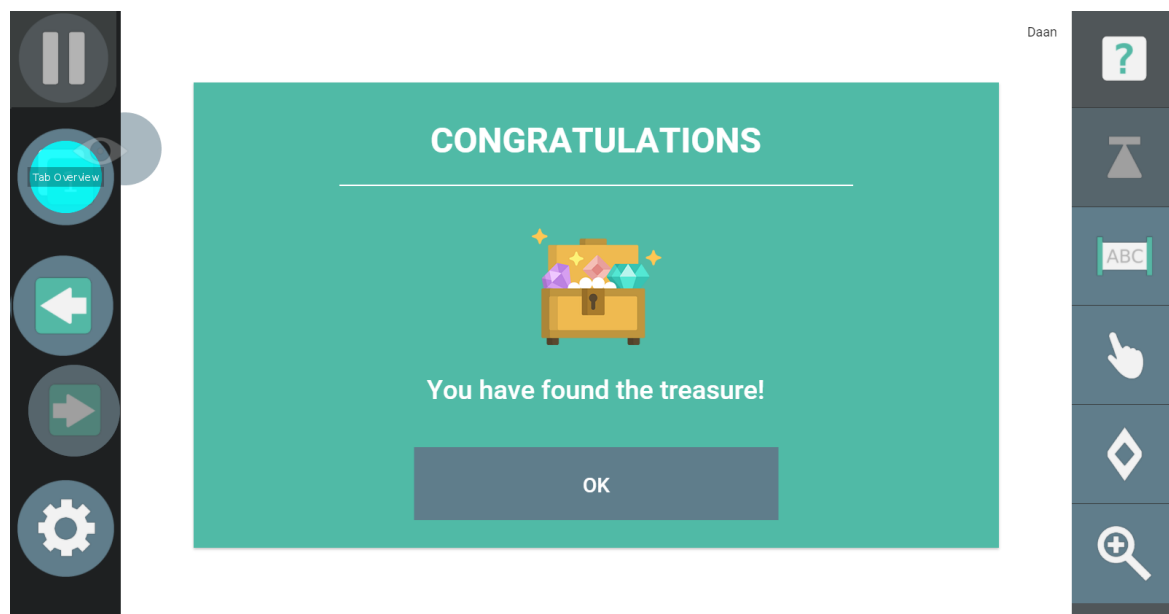 Daan
?
CONGRATULATIONS
Tab Overview
ABC
You have found the treasure!
OK